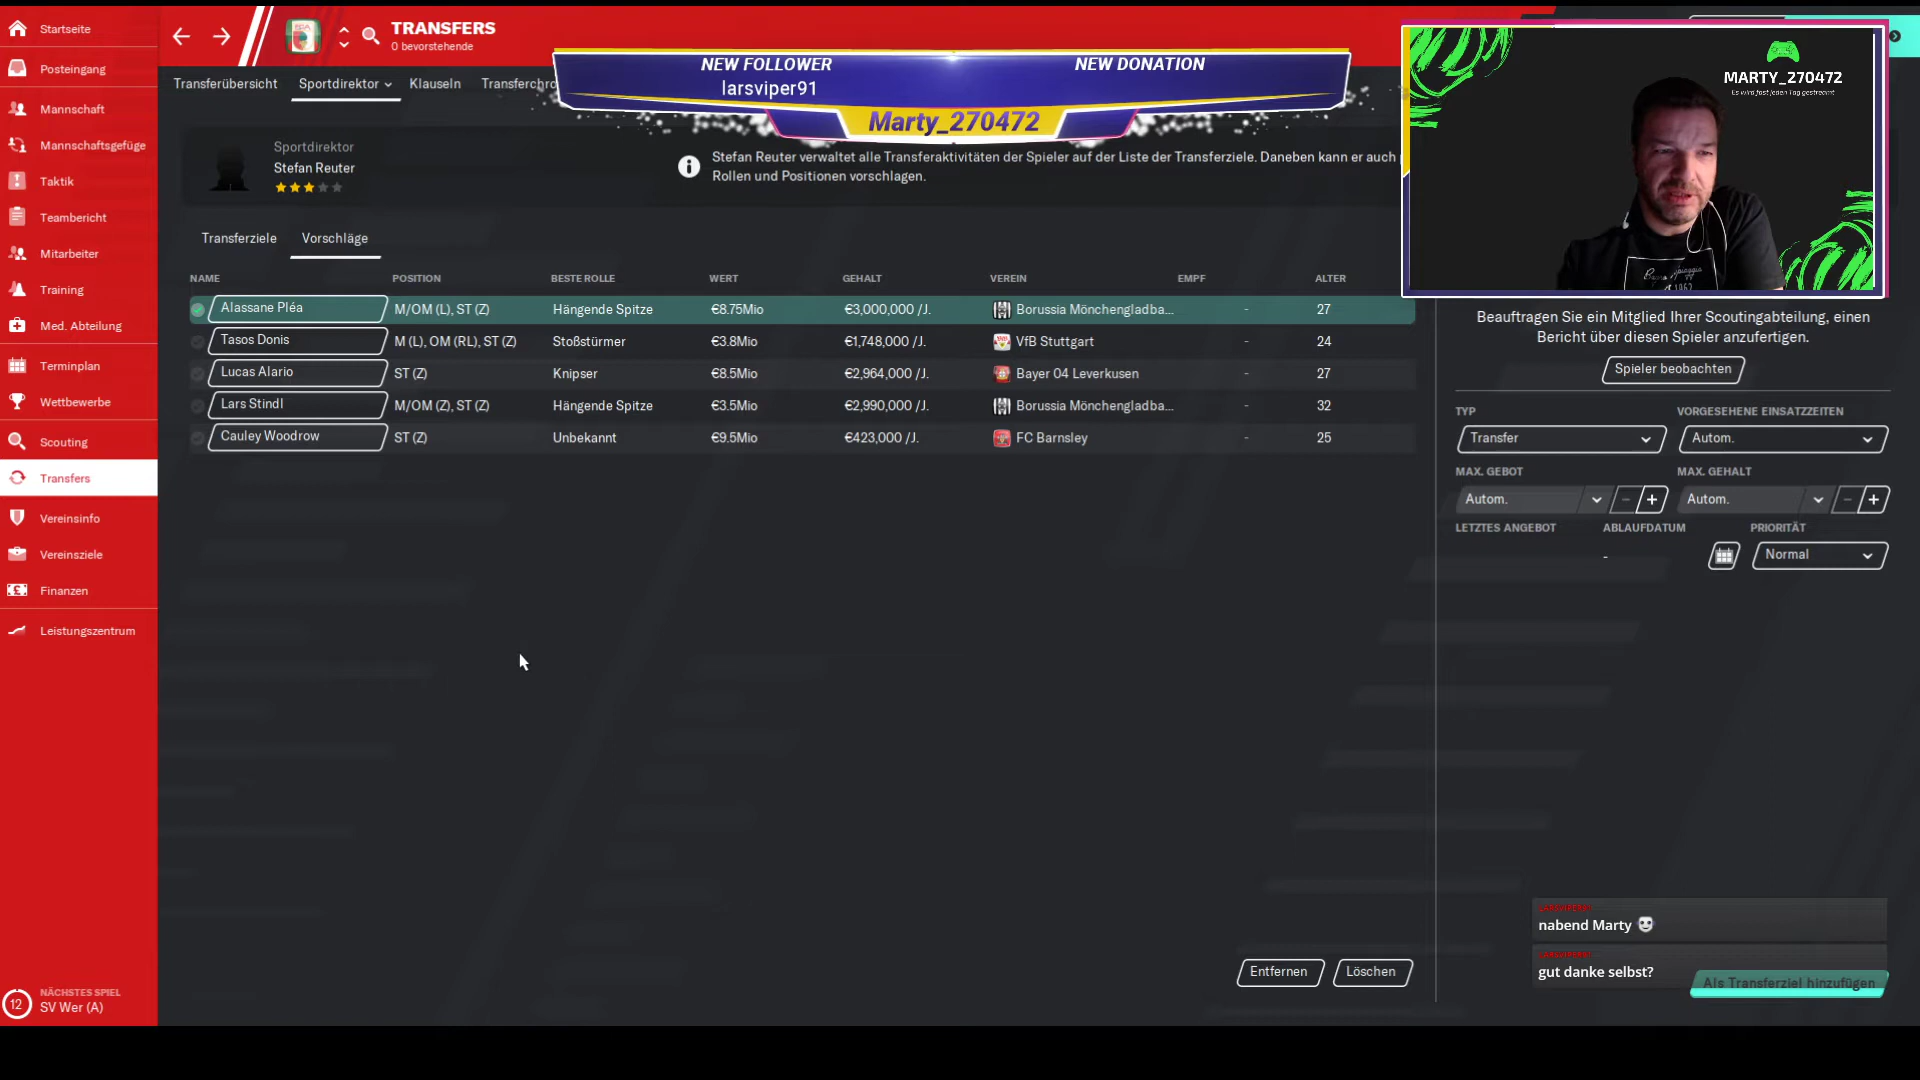 Startseite
Posteingang
Mannschaft
Mannschaftsgefüge
Taktik
Teambericht
Mitarbeiter
Training
Med. Abteilung
Terminplan
Wettbewerbe
Scouting
Transfers
Vereinsinfo
Vereinsziele
Finanzen
Leistungszentrum
12
NÄCHSTES SPIEL
SV Wer (A)
TRANSFERS
0 bevorstehende
Transferübersicht Sportdirektor Klauseln Transferchro
NEW FOLLOWER NEW DONATION
larsviper91
Marty_270472
MARTY_270472
Es wird fast jeden Tag gestreamt
Sportdirektor
Stefan Reuter
Stefan Reuter verwaltet alle Transferaktivitäten der Spieler auf der Liste der Transferziele. Daneben kann er auch
Rollen und Positionen vorschlagen.
Transferziele Vorschläge
NAME POSITION BESTE ROLLE WERT GEHALT VEREIN EMPF ALTER
Alassane Pléa M/OM (L), ST (Z) Hängende Spitze €8.75Mio €3,000,000 /J. Borussia Mönchengladba... - 27
Tasos Donis M (L), OM (RL), ST (Z) Stoßstürmer €3.8Mio €1,748,000 /J. VfB Stuttgart - 24
Lucas Alario ST (Z) Knipser €8.5Mio €2,964,000 /J. Bayer 04 Leverkusen - 27
Lars Stindl M/OM (Z), ST (Z) Hängende Spitze €3.5Mio €2,990,000 /J. Borussia Mönchengladba... - 32
Cauley Woodrow ST (Z) Unbekannt €9.5Mio €423,000 /J. FC Barnsley - 25
Beauftragen Sie ein Mitglied Ihrer Scoutingabteilung, einen
Bericht über diesen Spieler anzufertigen.
Spieler beobachten
TYP VORGESEHENE EINSATZZEITEN
Transfer Autom.
MAX. GEBOT MAX. GEHALT
Autom. - + Autom. - +
LETZTES ANGEBOT ABLAUFDATUM PRIORITÄT
- Normal
nabend Marty
gut danke selbst?
Entfernen Löschen
Als Transferziel hinzufügen